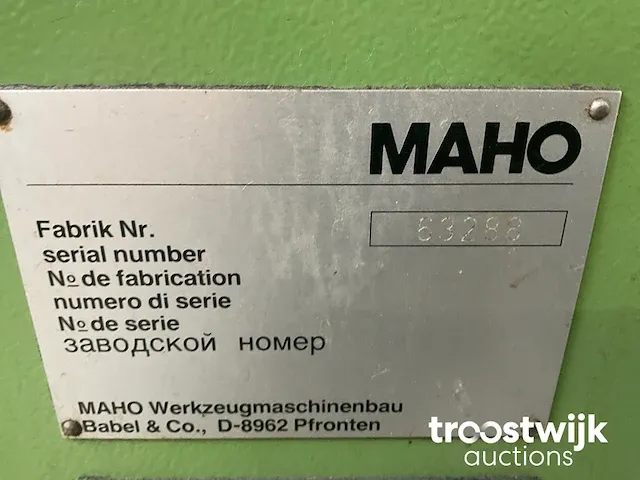 MAHO
Fabrik Nr. 63288
serial number
No de fabrication
numero di serie
No de serie
заводской номер
MAHO Werkzeugmaschinenbau
Babel & Co., D-8962 Pfronten
troostwijk
auctions